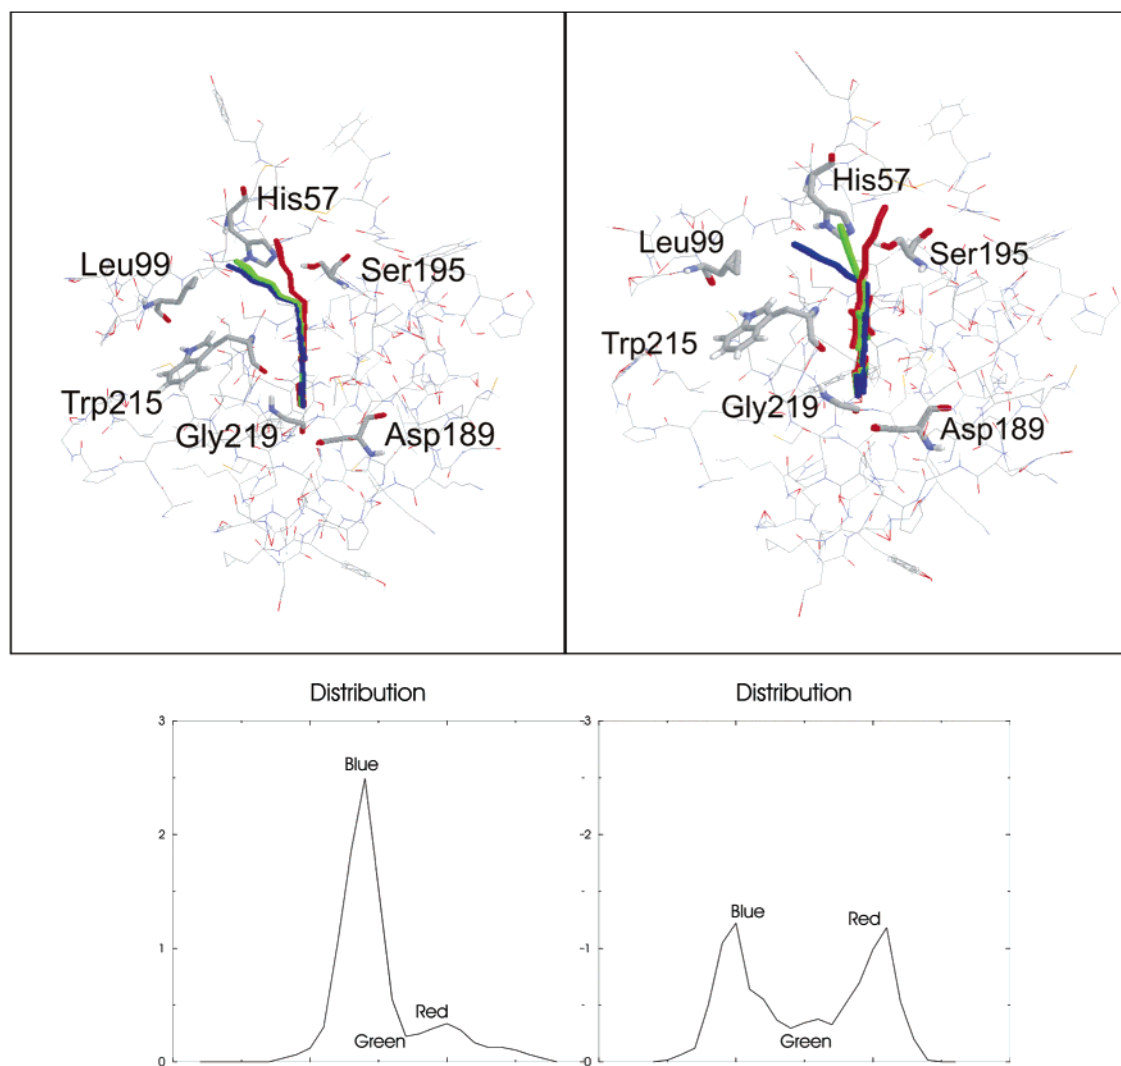 His57
Leu99
Ser195
Trp215
Gly219
Asp189
His57
Leu99
Ser195
Trp215
Gly219
Asp189
Distribution
3
2
1
0
Blue
Red
Green
Distribution
-3
-2
-1
-0
Blue
Red
Green